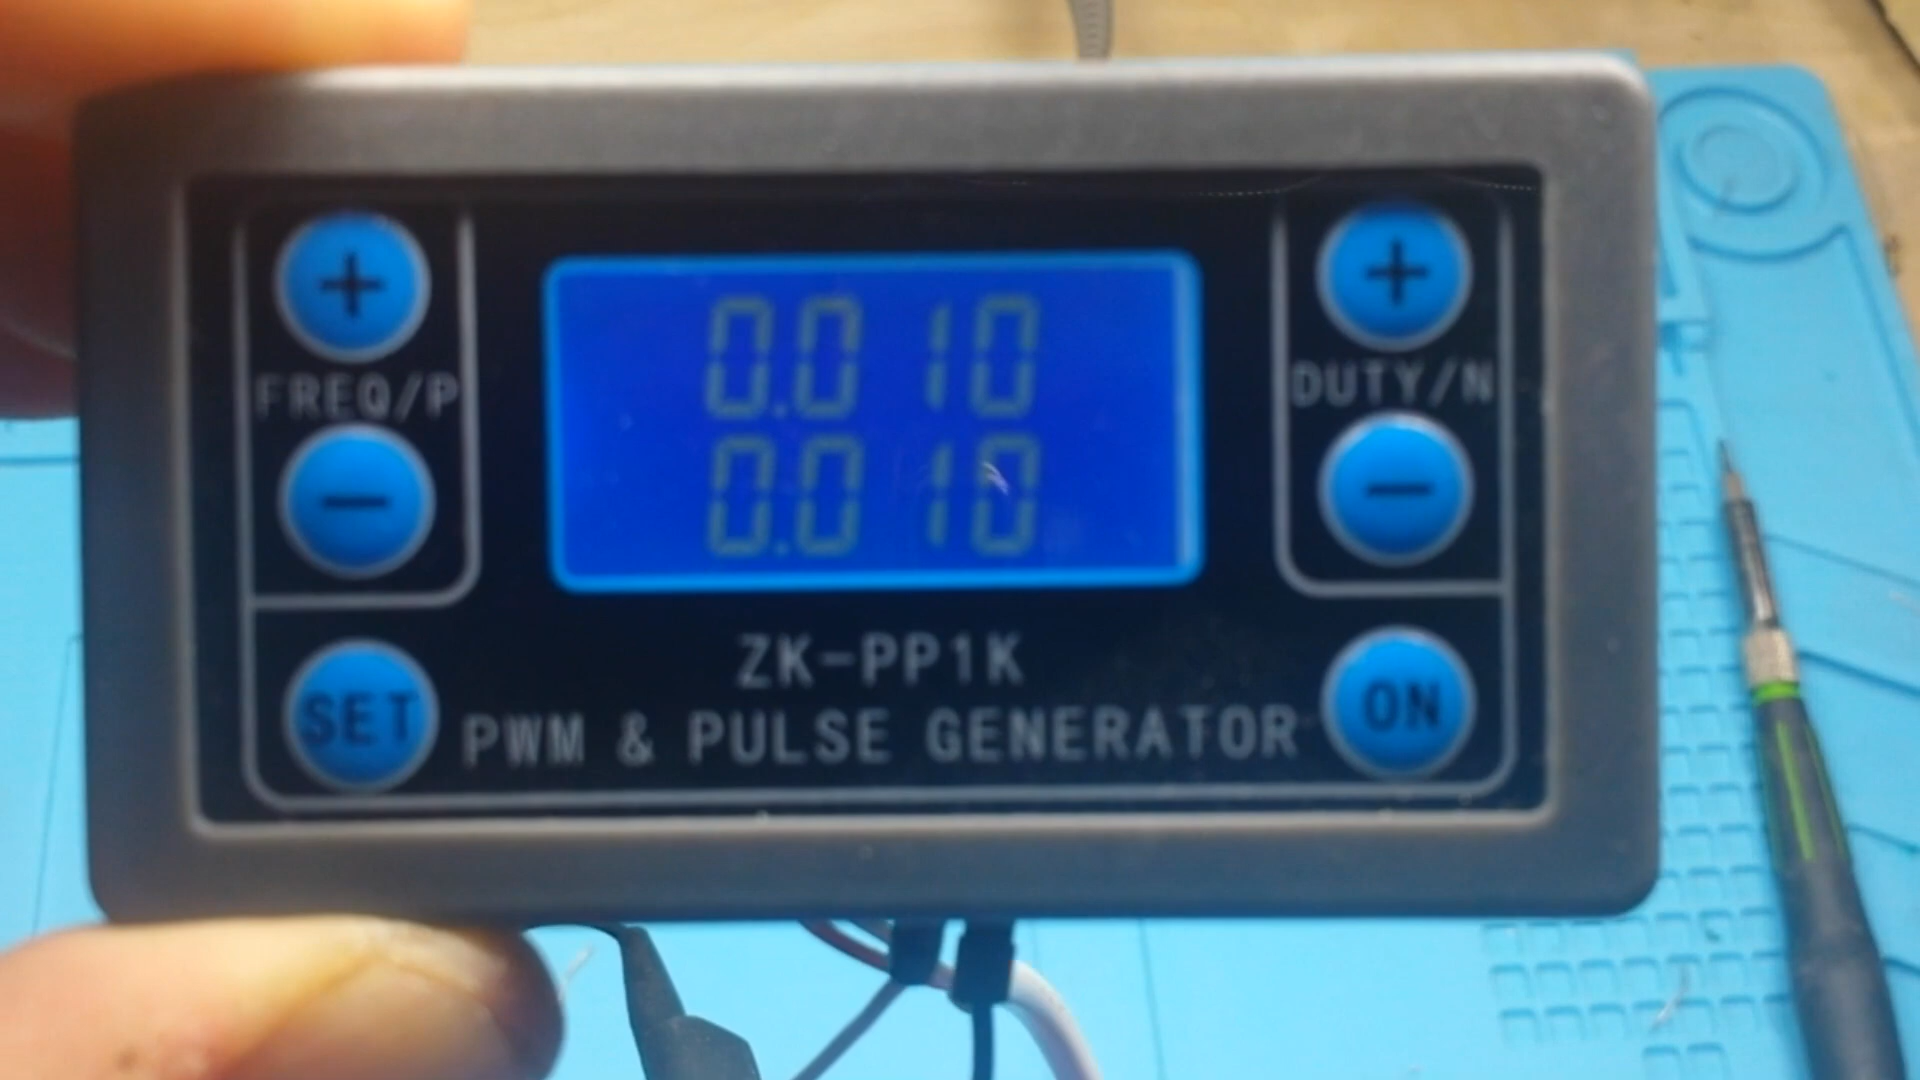 +
FREQ/P
−
SET
0.010
0.010
ZK-PP1K
PWM & PULSE GENERATOR
+
DUTY/N
−
ON